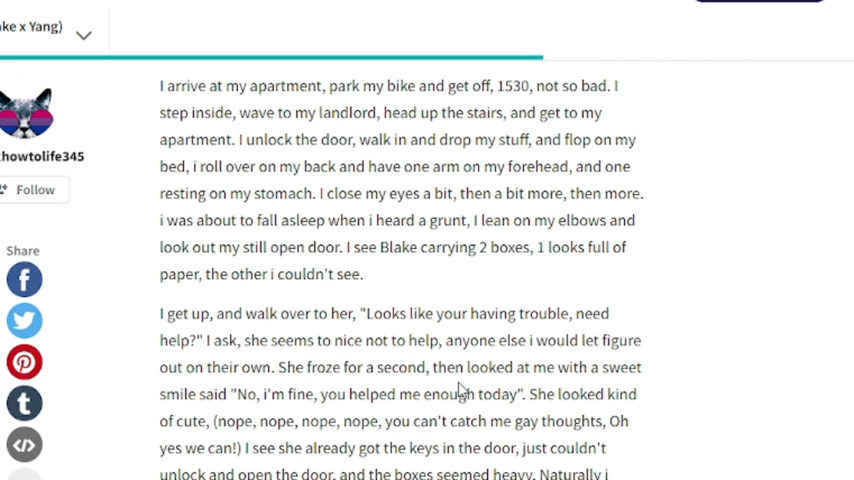 ke x Yang)
howtolife345
Follow
Share
I arrive at my apartment, park my bike and get off, 1530, not so bad. I
step inside, wave to my landlord, head up the stairs, and get to my
apartment. I unlock the door, walk in and drop my stuff, and flop on my
bed, i roll over on my back and have one arm on my forehead, and one
resting on my stomach. I close my eyes a bit, then a bit more, then more.
i was about to fall asleep when i heard a grunt, I lean on my elbows and
look out my still open door. I see Blake carrying 2 boxes, 1 looks full of
paper, the other i couldn't see.
I get up, and walk over to her, "Looks like your having trouble, need
help?" I ask, she seems to nice not to help, anyone else i would let figure
out on their own. She froze for a second, then looked at me with a sweet
smile said "No, i'm fine, you helped me enough today". She looked kind
of cute, (nope, nope, nope, nope, you can't catch me gay thoughts, Oh
yes we can!) I see she already got the keys in the door, just couldn't
unlock and open the door, and the boxes seemed heavy. Naturally i